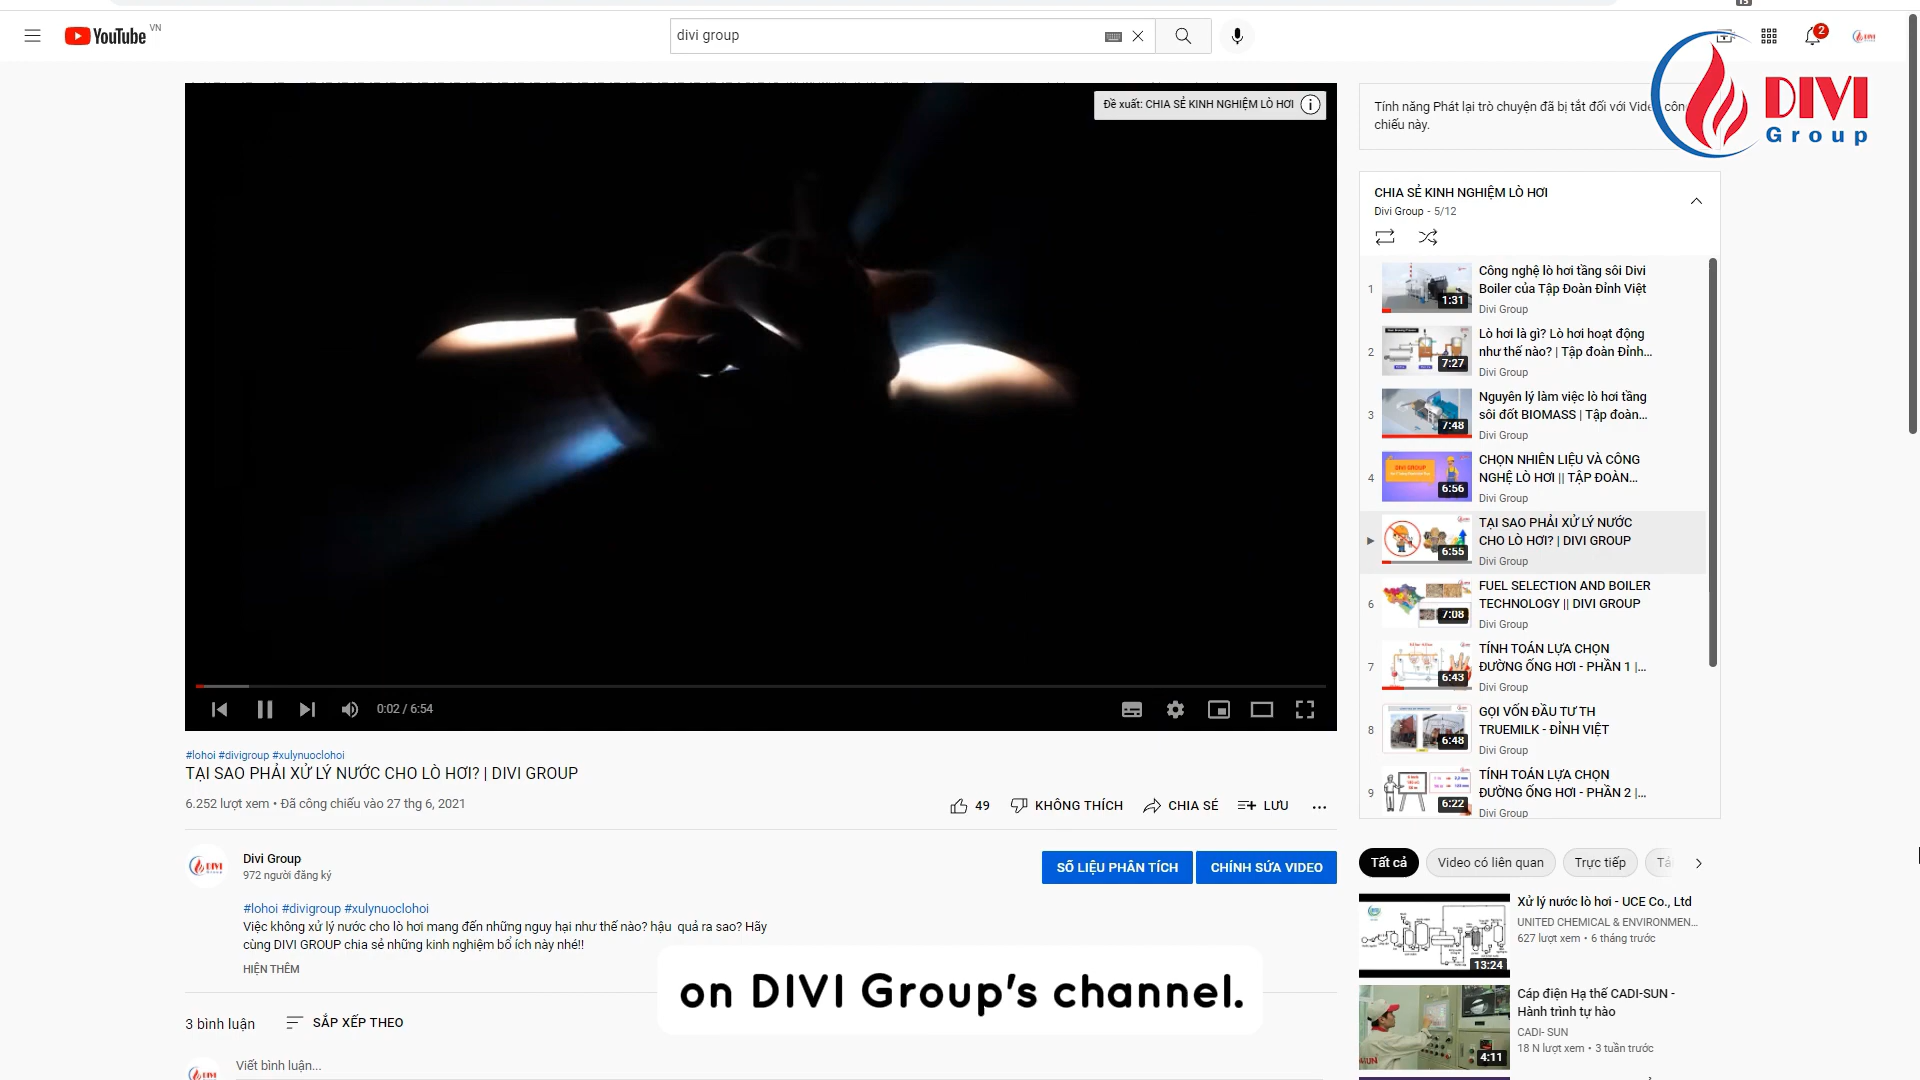 YouTube VN
divi group
2
DIVI
Group
Đề xuất: CHIA SẺ KINH NGHIỆM LÒ HƠI
0:02 / 6:54
#lohoi #divigroup #xulynuoclohoi
TẠI SAO PHẢI XỬ LÝ NƯỚC CHO LÒ HƠI? | DIVI GROUP
6.252 lượt xem • Đã công chiếu vào 27 thg 6, 2021
49
KHÔNG THÍCH
CHIA SẺ
LƯU
Divi Group
972 người đăng ký
SỐ LIỆU PHÂN TÍCH
CHỈNH SỬA VIDEO
#lohoi #divigroup #xulynuoclohoi
Việc không xử lý nước cho lò hơi mang đến những nguy hại như thế nào? hậu quả ra sao? Hãy
cùng DIVI GROUP chia sẻ những kinh nghiệm bổ ích này nhé!!
HIỆN THÊM
on DIVI Group's channel.
3 bình luận
SẮP XẾP THEO
Viết bình luận...
Tính năng Phát lại trò chuyện đã bị tắt đối với Video côn
chiếu này.
CHIA SẺ KINH NGHIỆM LÒ HƠI
Divi Group - 5/12
1
1:31
Công nghệ lò hơi tầng sôi Divi
Boiler của Tập Đoàn Đỉnh Việt
Divi Group
2
7:27
Lò hơi là gì? Lò hơi hoạt động
như thế nào? | Tập đoàn Đỉnh...
Divi Group
3
7:48
Nguyên lý làm việc lò hơi tầng
sôi đốt BIOMASS | Tập đoàn...
Divi Group
4
6:56
CHỌN NHIÊN LIỆU VÀ CÔNG
NGHỆ LÒ HƠI || TẬP ĐOÀN...
Divi Group
6:55
TẠI SAO PHẢI XỬ LÝ NƯỚC
CHO LÒ HƠI? | DIVI GROUP
Divi Group
6
7:08
FUEL SELECTION AND BOILER
TECHNOLOGY || DIVI GROUP
Divi Group
7
6:43
TÍNH TOÁN LỰA CHỌN
ĐƯỜNG ỐNG HƠI - PHẦN 1 |...
Divi Group
8
6:48
GỌI VỐN ĐẦU TƯ TH
TRUEMILK - ĐỈNH VIỆT
Divi Group
9
6:22
TÍNH TOÁN LỰA CHỌN
ĐƯỜNG ỐNG HƠI - PHẦN 2 |...
Divi Group
Tất cả
Video có liên quan
Trực tiếp
13:24
Xử lý nước lò hơi - UCE Co., Ltd
UNITED CHEMICAL & ENVIRONMEN...
627 lượt xem • 6 tháng trước
4:11
Cáp điện Hạ thế CADI-SUN -
Hành trình tự hào
CADI- SUN
18 N lượt xem • 3 tuần trước